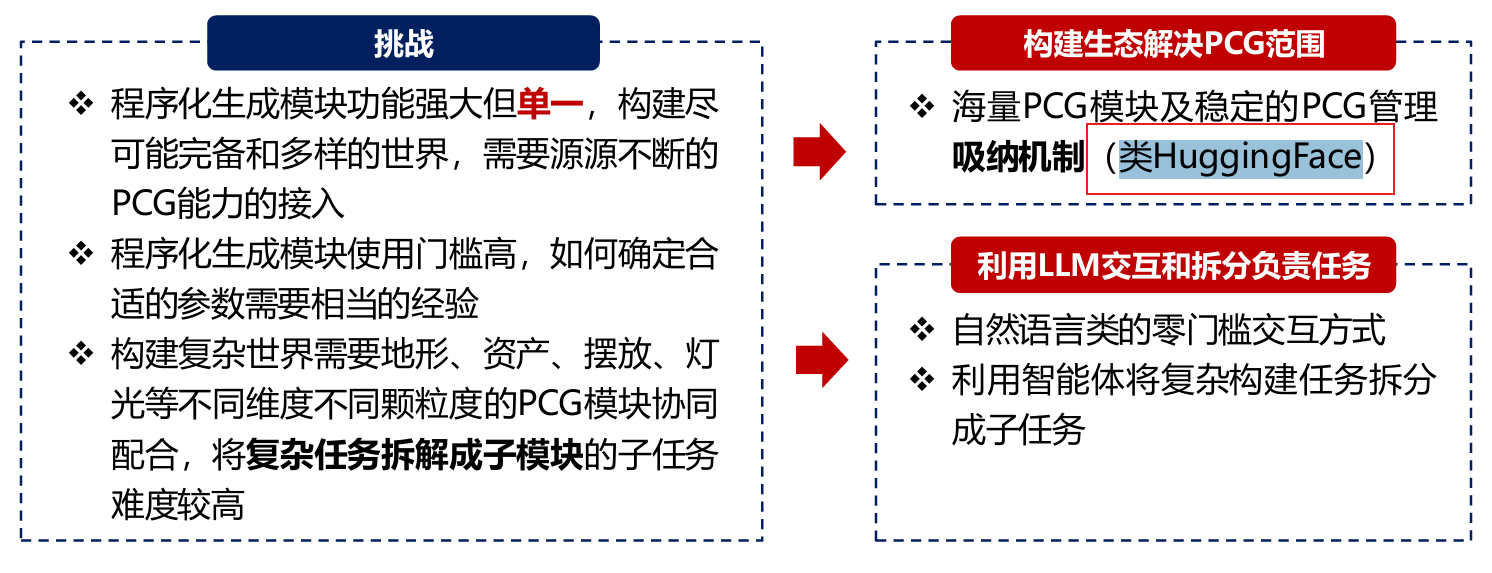 挑战
❖ 程序化生成模块功能强大但单一，构建尽
可能完备和多样的世界，需要源源不断的
PCG能力的接入
❖ 程序化生成模块使用门槛高，如何确定合
适的参数需要相当的经验
❖ 构建复杂世界需要地形、资产、摆放、灯
光等不同维度不同颗粒度的PCG模块协同
配合，将复杂任务拆解成子模块的子任务
难度较高
构建生态解决PCG范围
❖ 海量PCG模块及稳定的PCG管理
吸纳机制（类HuggingFace）
利用LLM交互和拆分负责任务
❖ 自然语言类的零门槛交互方式
❖ 利用智能体将复杂构建任务拆分
成子任务